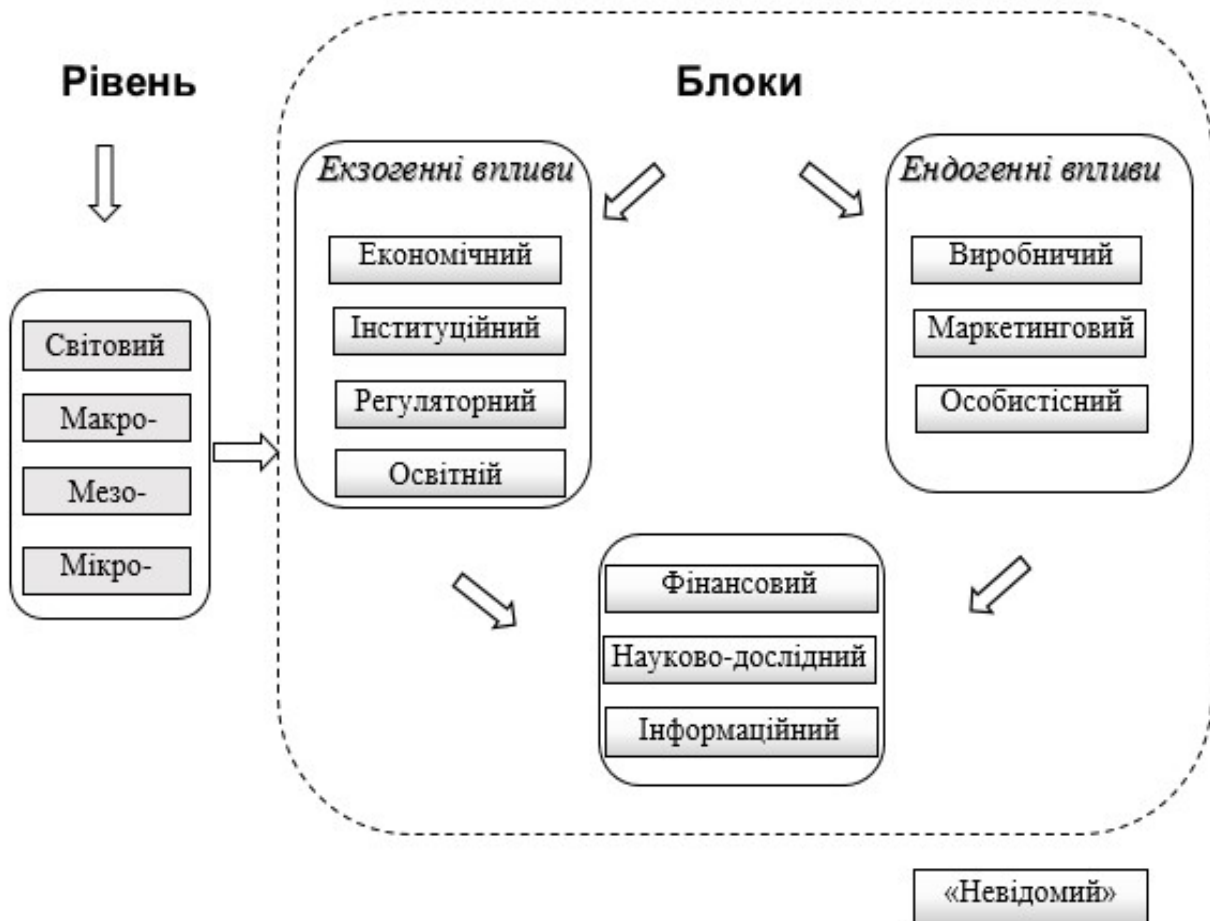 Рівень
Блоки
Екзогенні впливи
Економічний
Інституційний
Регуляторний
Освітній
Ендогенні впливи
Виробничий
Маркетинговий
Особистісний
Світовий
Макро-
Мезо-
Мікро-
Фінансовий
Науково-дослідний
Інформаційний
«Невідомий»